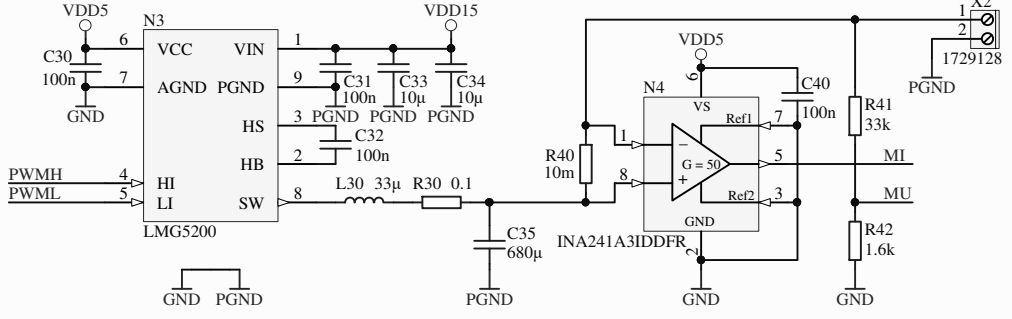 VDD5
N3
VDD15
X2
1
2
1729128
PGND
6
VCC
VIN
1
C30
100n
7
AGND
PGND
9
C31
100n
C33
10µ
C34
10µ
GND
PGND
PGND
PGND
HS
3
C32
100n
HB
2
PWMH
4
HI
PWML
5
LI
SW
8
LMG5200
L30
33µ
R30
0.1
C35
680µ
PGND
GND
PGND
VDD5
6
N4
VS
C40
100n
R41
33k
Ref1
7
1
R40
10m
G = 50
−
+
5
MI
8
Ref2
3
MU
GND
2
INA241A3IDDFR
R42
1.6k
GND
GND